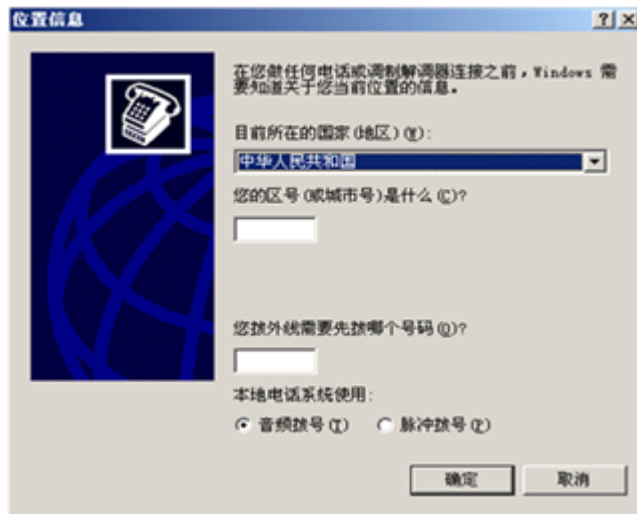 位置信息
在您做任何电话或调制解调器连接之前，Windows 需
要知道关于您当前位置的信息。
目前所在的国家(地区)(W):
中华人民共和国
您的区号(或城市号)是什么(C)?
您拨外线需要先拨哪个号码(O)?
本地电话系统使用:
音频拨号(T) 脉冲拨号(P)
确定 取消